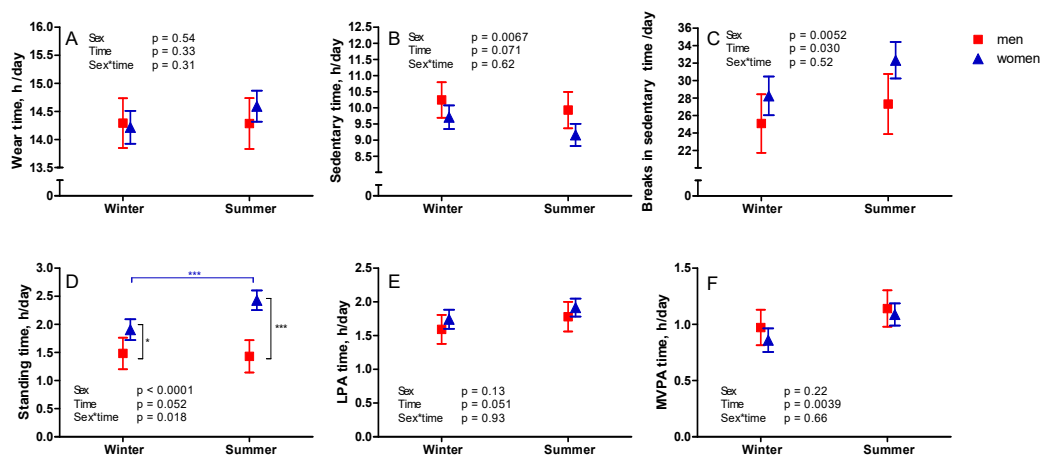 A
Sex p = 0.54
Time p = 0.33
Sex*time p = 0.31
Wear time, h /day
16.0
15.5
15.0
14.5
14.0
13.5
0
Winter Summer
B
Sex p = 0.0067
Time p = 0.071
Sex*time p = 0.62
Sedentary time, h/day
12.5
12.0
11.5
11.0
10.5
10.0
9.5
9.0
8.5
0
Winter Summer
C
Sex p = 0.0052
Time p = 0.030
Sex*time p = 0.52
Breaks in sedentary time /day
36
34
32
30
28
26
24
22
0
Winter Summer
men
women
D
***
*
***
Sex p < 0.0001
Time p = 0.052
Sex*time p = 0.018
Standing time, h/day
3.0
2.5
2.0
1.5
1.0
0.5
0.0
Winter Summer
E
Sex p = 0.13
Time p = 0.051
Sex*time p = 0.93
LPA time, h/day
2.5
2.0
1.5
1.0
0.5
0.0
Winter Summer
F
Sex p = 0.22
Time p = 0.0039
Sex*time p = 0.66
MVPA time, h/day
1.5
1.0
0.5
0.0
Winter Summer